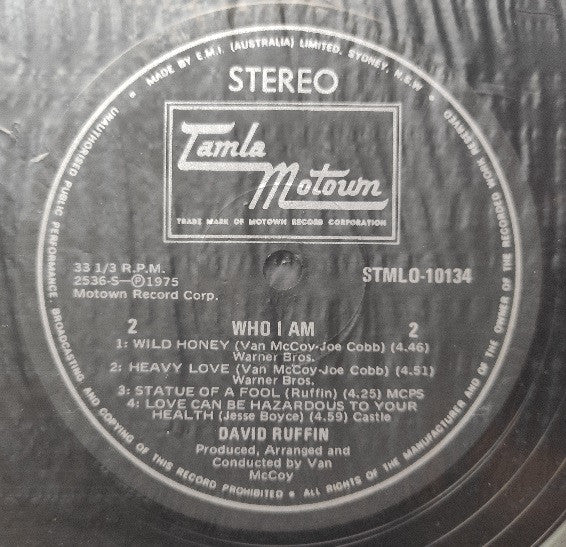 MADE BY E.M.I. (AUSTRALIA) LIMITED, SYDNEY, N.S.W
STEREO
Tamla
Motown
TRADE MARK OF MOTOWN RECORD CORPORATION
33 1/3 R.P.M.
2536-S—Ⓟ1975
Motown Record Corp.
STMLO-10134
2 WHO I AM 2
1: WILD HONEY (Van McCoy-Joe Cobb) (4.46)
Warner Bros.
2: HEAVY LOVE (Van McCoy-Joe Cobb) (4.51)
Warner Bros.
3: STATUE OF A FOOL (Ruffin) (4.25) MCPS
4: LOVE CAN BE HAZARDOUS TO YOUR
HEALTH (Jesse Boyce) (4.59) Castle
DAVID RUFFIN
Produced, Arranged and
Conducted by Van
McCoy
UNAUTHORISED PUBLIC PERFORMANCE, BROADCASTING AND COPYING OF THIS RECORD PROHIBITED • ALL RIGHTS OF THE MANUFACTURER AND OF THE OWNER OF THE RECORDED WORK RESERVED